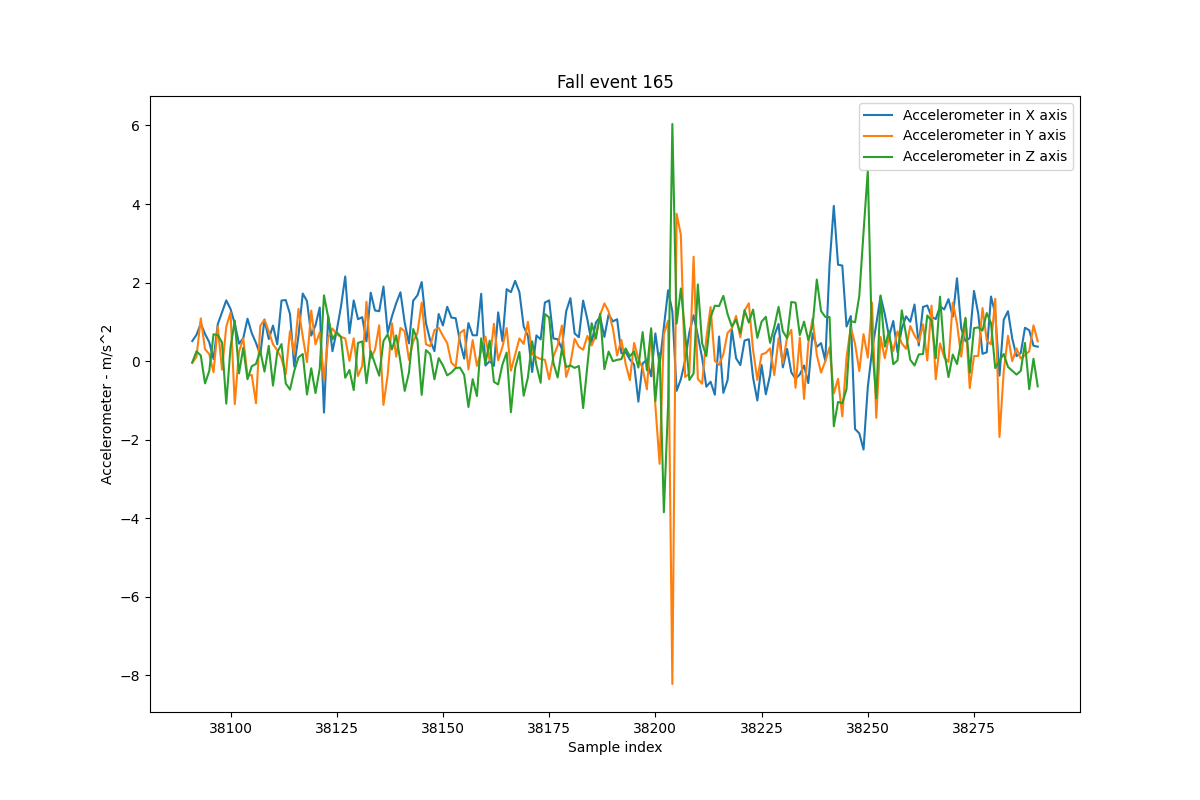 Fall event 165
Accelerometer in X axis
Accelerometer in Y axis
Accelerometer in Z axis
6
4
2
0
−2
−4
−6
−8
Accelerometer - m/s^2
38100 38125 38150 38175 38200 38225 38250 38275
Sample index